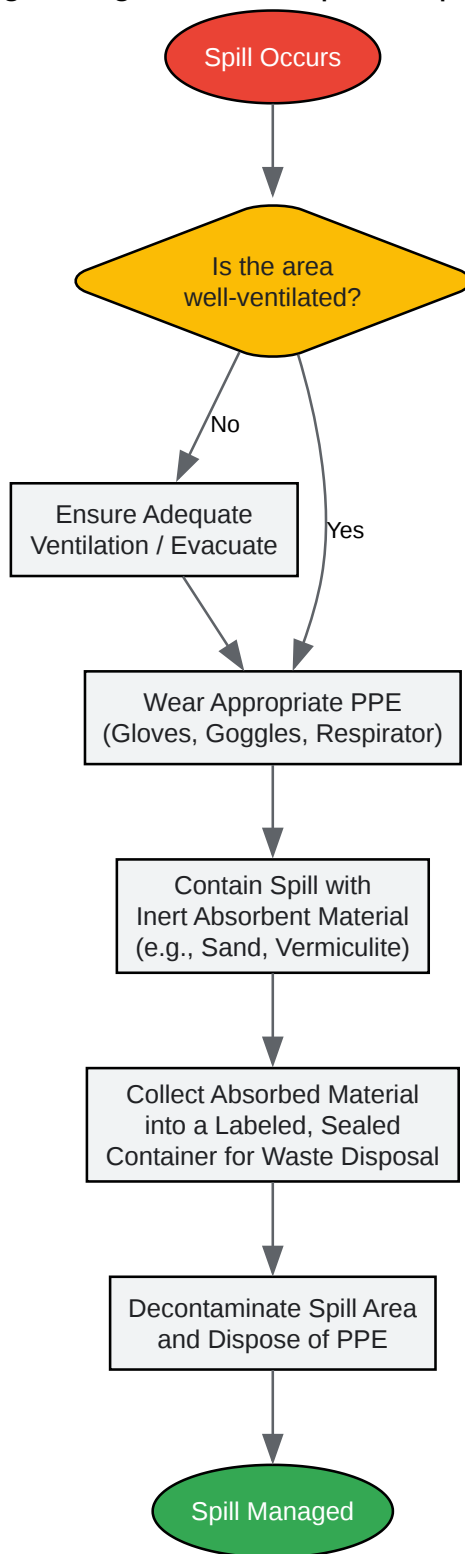 Spill Occurs
Is the area
well-ventilated?
No
Ensure Adequate
Ventilation / Evacuate
Yes
Wear Appropriate PPE
(Gloves, Goggles, Respirator)
Contain Spill with
Inert Absorbent Material
(e.g., Sand, Vermiculite)
Collect Absorbed Material
into a Labeled, Sealed
Container for Waste Disposal
Decontaminate Spill Area
and Dispose of PPE
Spill Managed